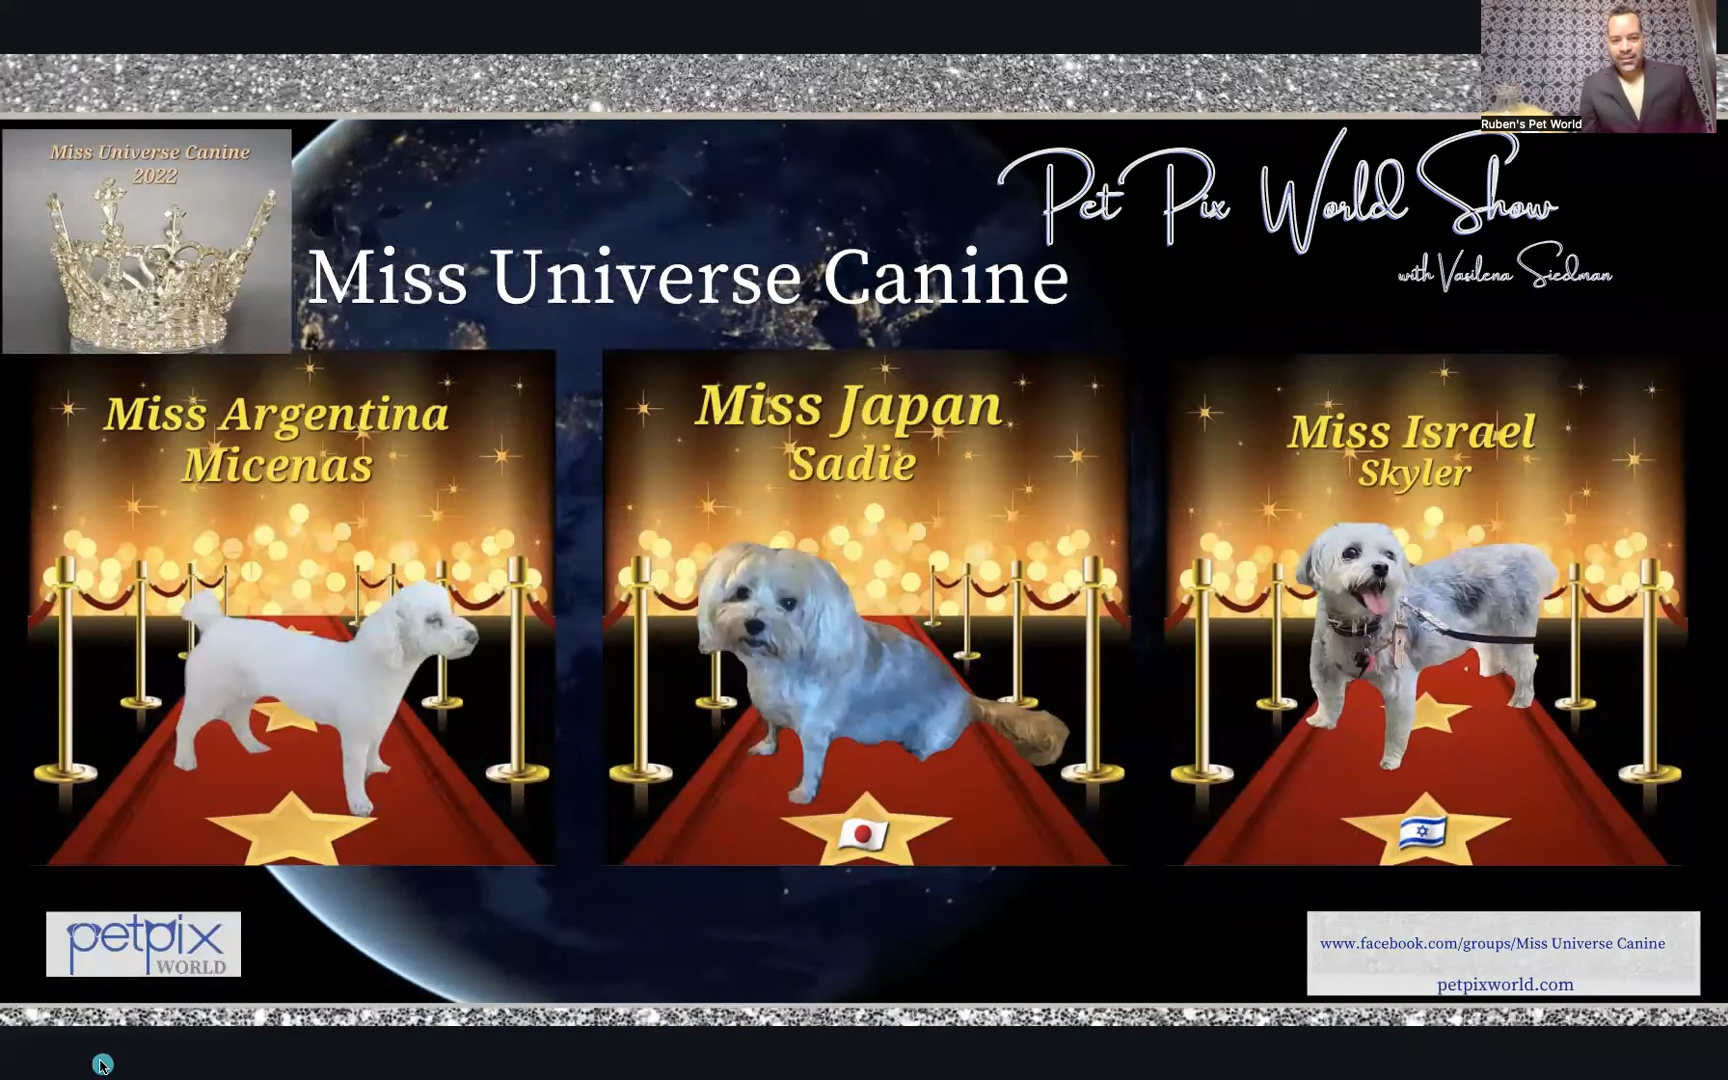 Ruben's Pet World
Miss Universe Canine
2022
Pet Pix World Show
with Vasilena Siedman
Miss Universe Canine
Miss Argentina
Micenas
Miss Japan
Sadie
Miss Israel
Skyler
petpix
WORLD
www.facebook.com/groups/Miss Universe Canine
petpixworld.com